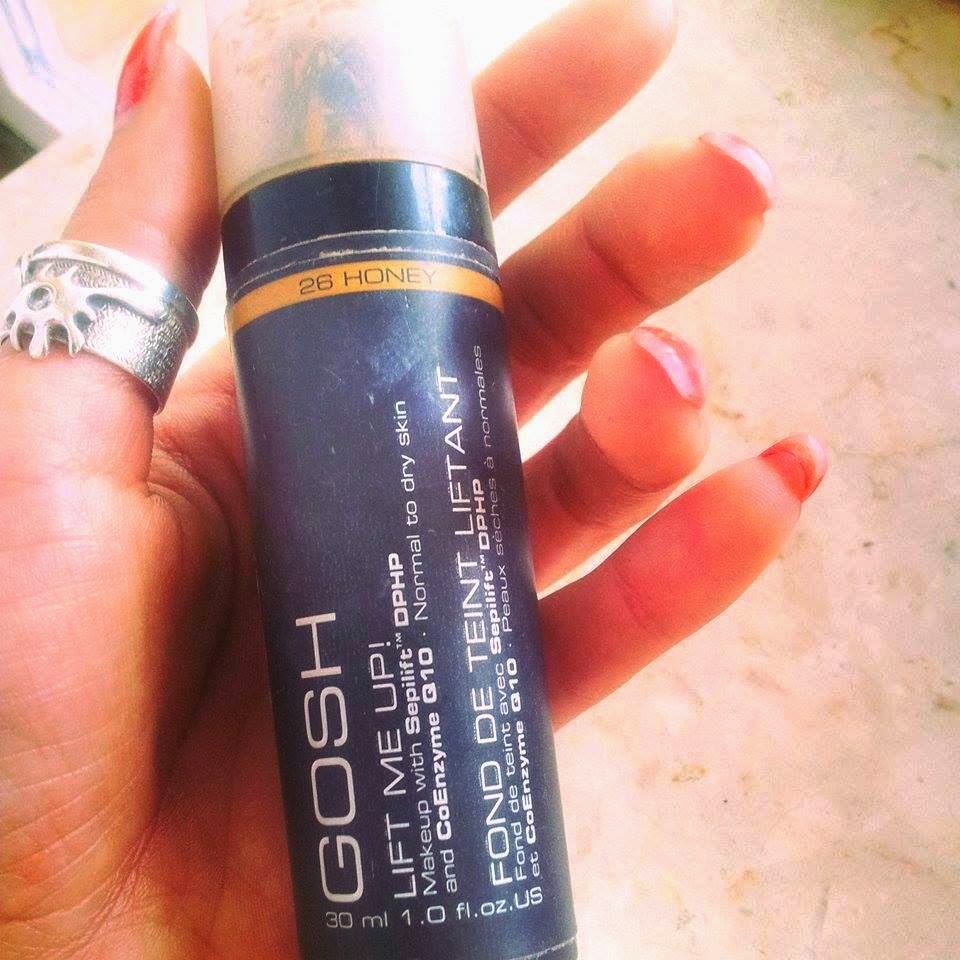 26 HONEY
GOSH
LIFT ME UP!
Makeup with Sepilift™ DPHP
and CoEnzyme Q10 · Normal to dry skin
FOND DE TEINT LIFTANT
Fond de teint avec Sepilift™ DPHP
et CoEnzyme Q10 · Peaux sèches à normales
30 ml 1.0 fl.oz.US